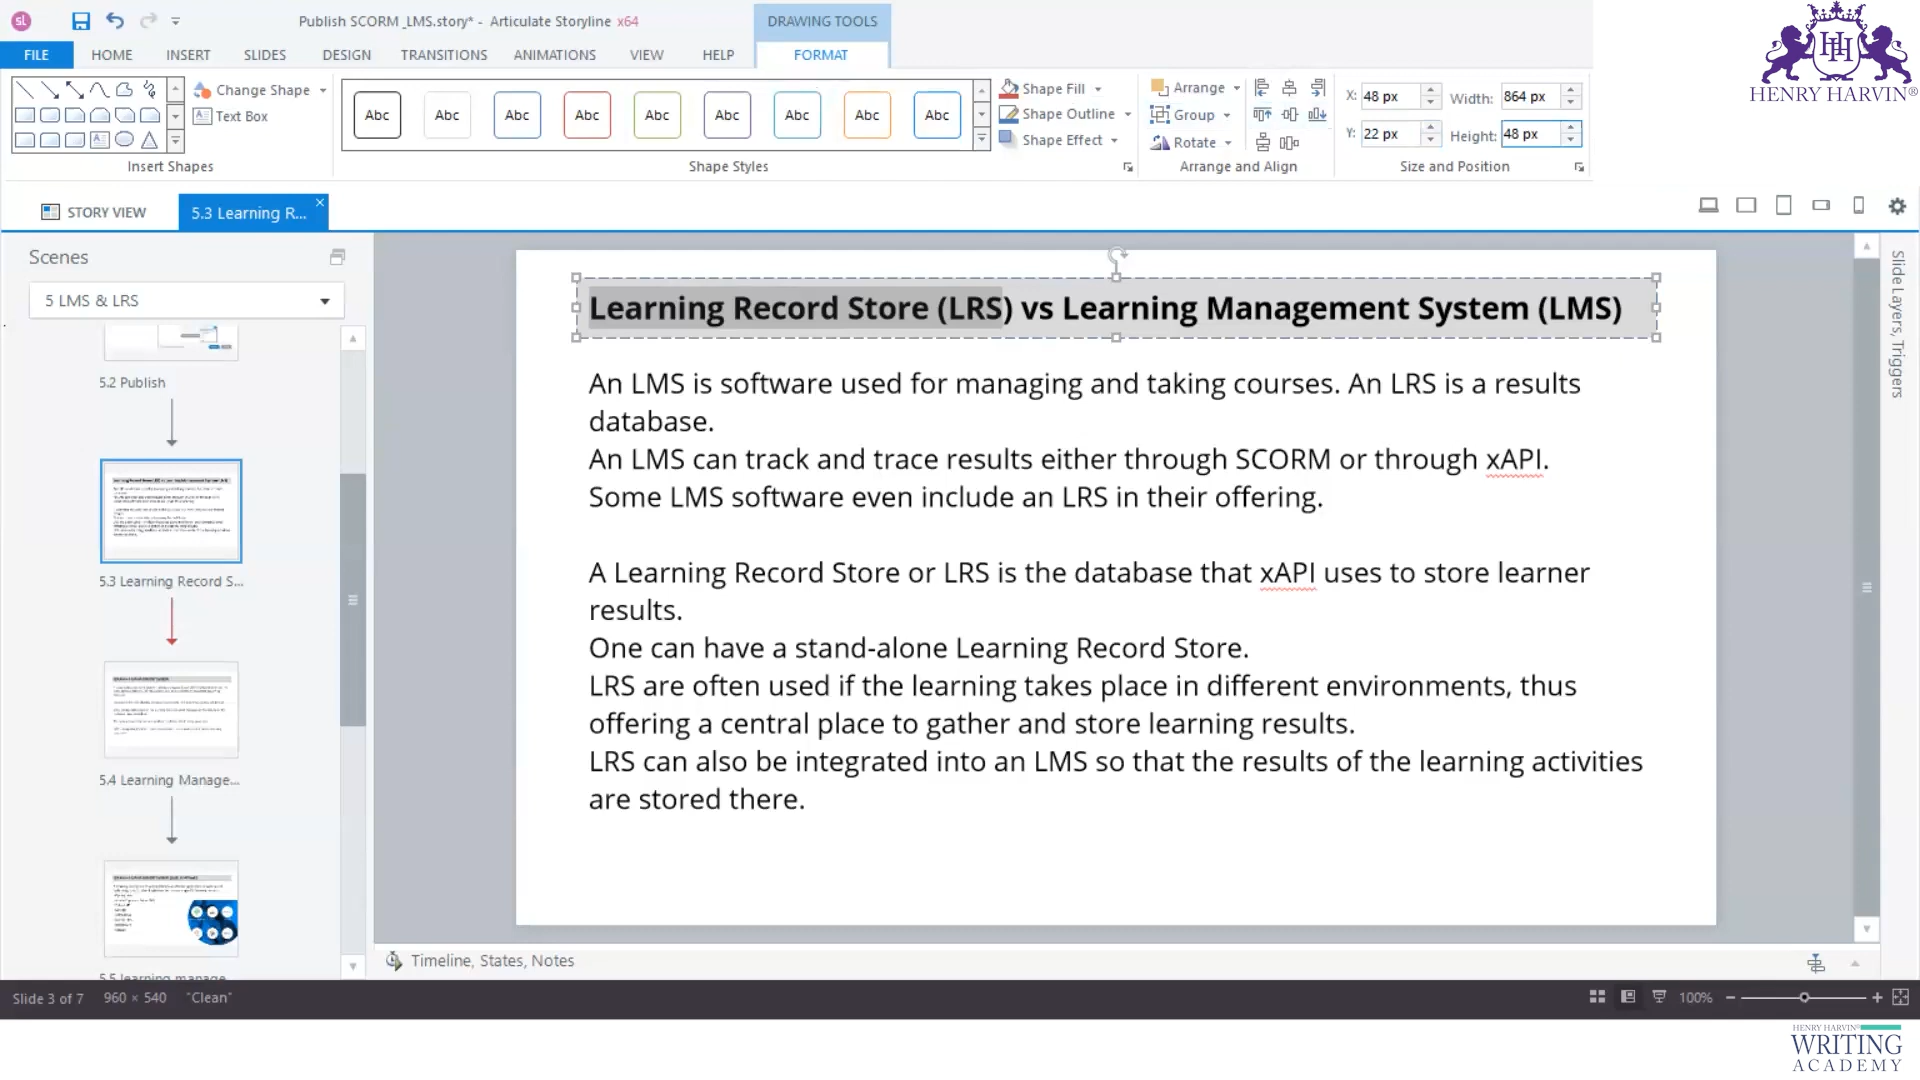 Publish SCORM _LMS.story* - Articulate Storyline x64
DRAWING TOOLS
FILE HOME INSERT SLIDES DESIGN TRANSITIONS ANIMATIONS VIEW HELP FORMAT
Change Shape
Text Box
Insert Shapes
Abc Abc Abc Abc Abc Abc Abc Abc Abc
Shape Styles
Shape Fill
Shape Outline
Shape Effect
Arrange
Group
Rotate
Arrange and Align
X: 48 px Width: 864 px
Y: 22 px Height: 48 px
Size and Position
HENRY HARVIN®
STORY VIEW
5.3 Learning R...
Scenes
5 LMS & LRS
5.2 Publish
5.3 Learning Record S...
5.4 Learning Manage...
5.5 learning manage...
Learning Record Store (LRS) vs Learning Management System (LMS)
An LMS is software used for managing and taking courses. An LRS is a results
database.
An LMS can track and trace results either through SCORM or through xAPI.
Some LMS software even include an LRS in their offering.
A Learning Record Store or LRS is the database that xAPI uses to store learner
results.
One can have a stand-alone Learning Record Store.
LRS are often used if the learning takes place in different environments, thus
offering a central place to gather and store learning results.
LRS can also be integrated into an LMS so that the results of the learning activities
are stored there.
Slide Layers, Triggers
Timeline, States, Notes
Slide 3 of 7 960 × 540 "Clean"
100%
HENRY HARVIN®
WRITING
ACADEMY